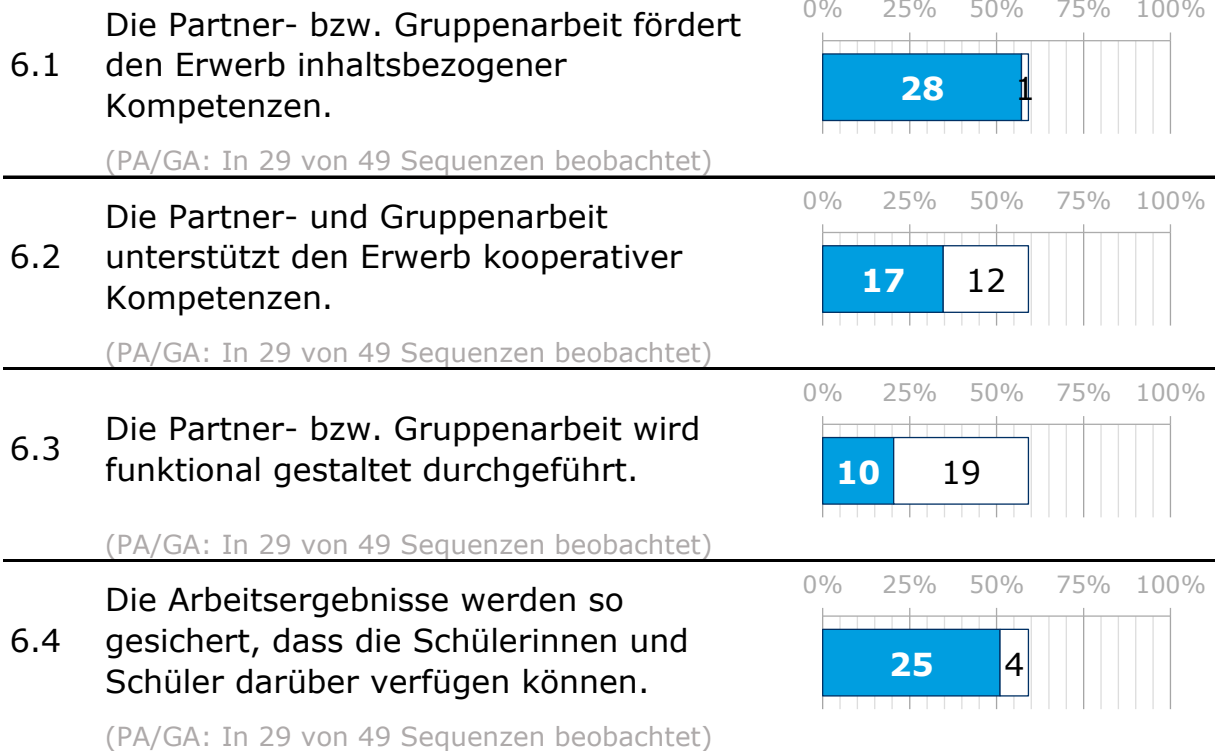 0% 25% 50% 75% 100%
Die Partner- bzw. Gruppenarbeit fördert
6.1 den Erwerb inhaltsbezogener
Kompetenzen.
28 1
(PA/GA: In 29 von 49 Sequenzen beobachtet)
0% 25% 50% 75% 100%
Die Partner- und Gruppenarbeit
6.2 unterstützt den Erwerb kooperativer
Kompetenzen.
17 12
(PA/GA: In 29 von 49 Sequenzen beobachtet)
0% 25% 50% 75% 100%
6.3 Die Partner- bzw. Gruppenarbeit wird
funktional gestaltet durchgeführt.
10 19
(PA/GA: In 29 von 49 Sequenzen beobachtet)
0% 25% 50% 75% 100%
Die Arbeitsergebnisse werden so
6.4 gesichert, dass die Schülerinnen und
Schüler darüber verfügen können.
25 4
(PA/GA: In 29 von 49 Sequenzen beobachtet)